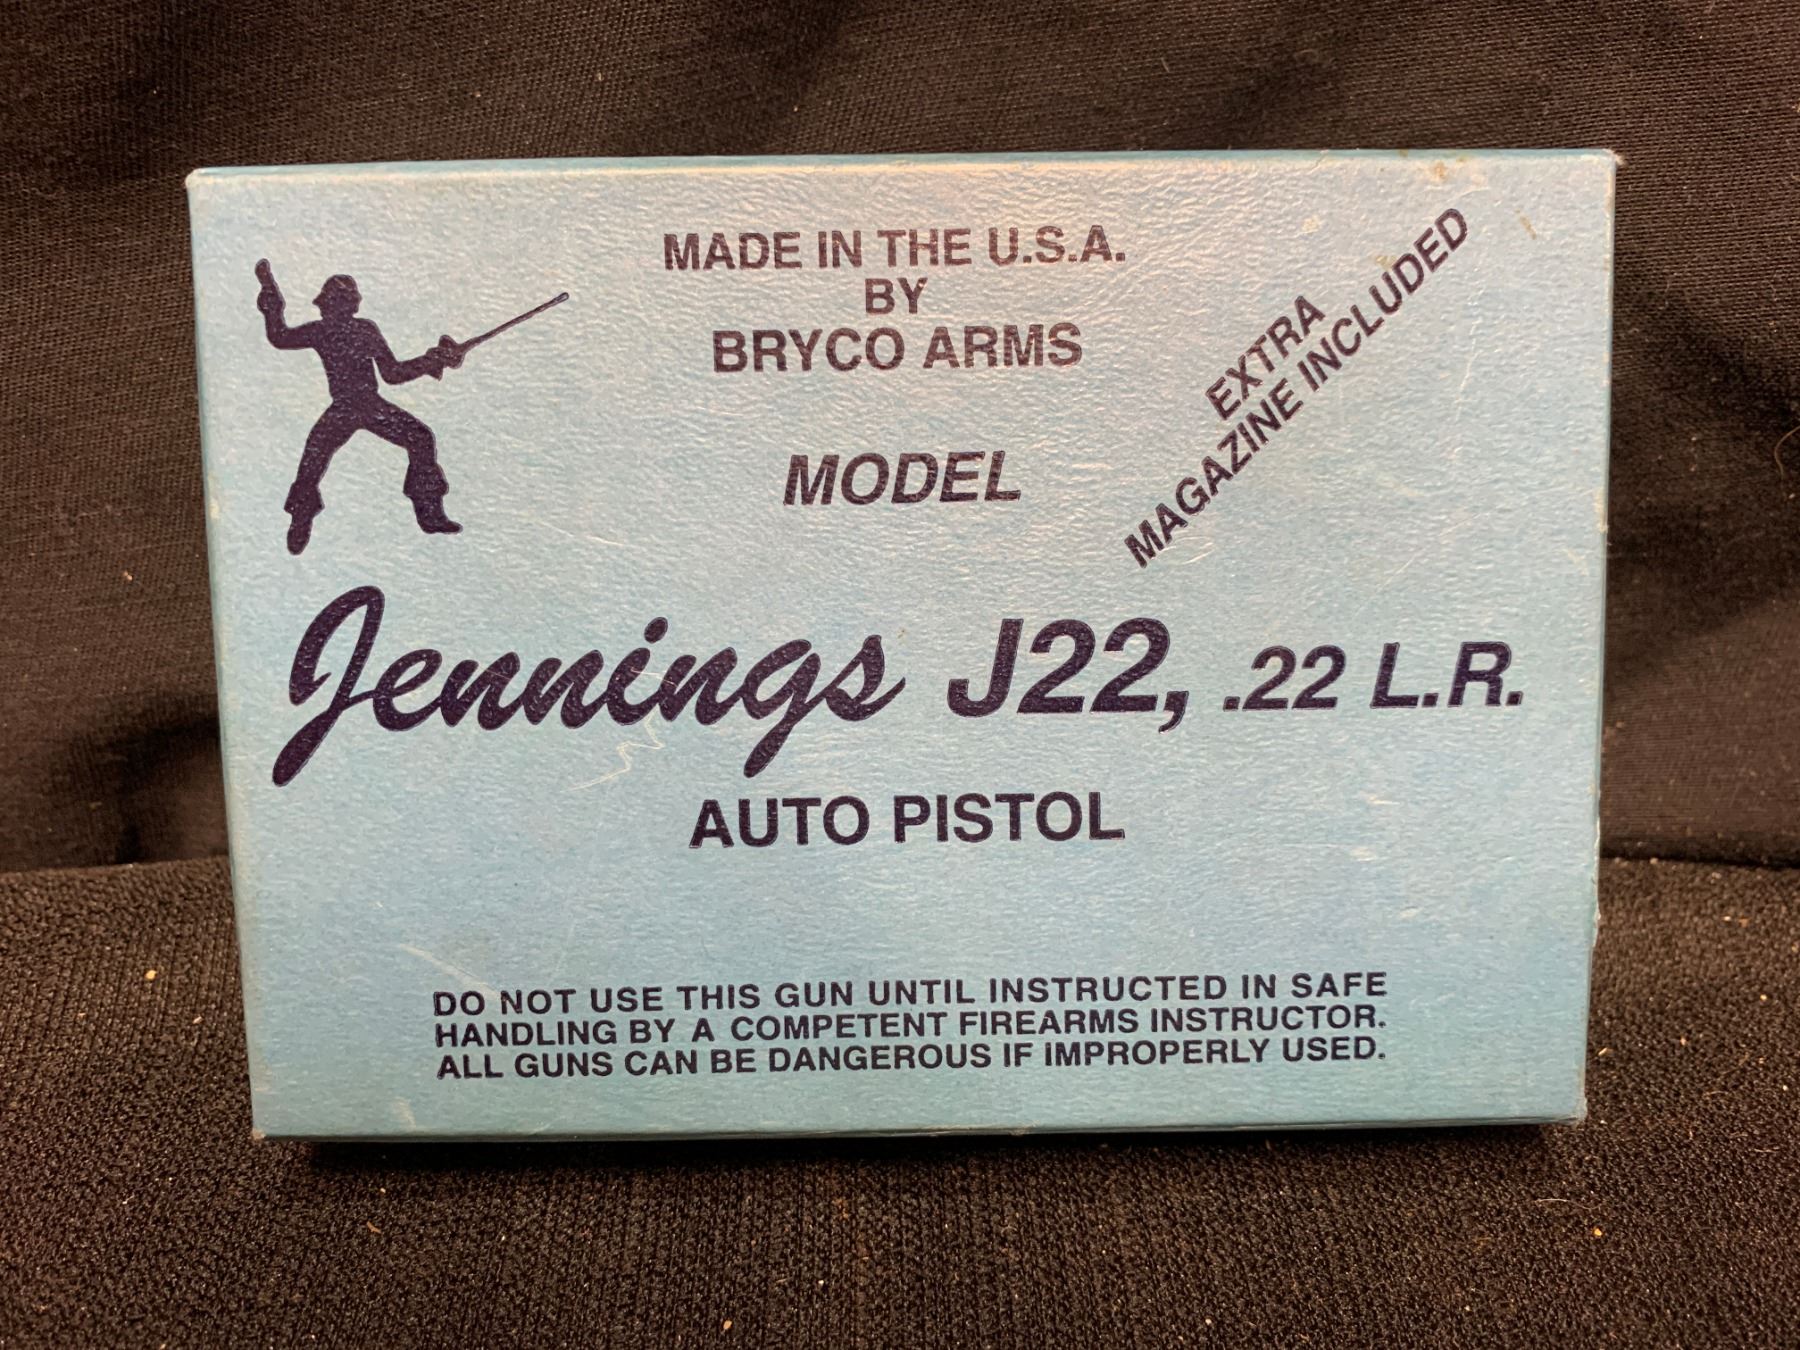 MADE IN THE U.S.A.
BY
BRYCO ARMS
EXTRA
MAGAZINE INCLUDED
MODEL
Jennings J22, .22 L.R.
AUTO PISTOL
DO NOT USE THIS GUN UNTIL INSTRUCTED IN SAFE
HANDLING BY A COMPETENT FIREARMS INSTRUCTOR.
ALL GUNS CAN BE DANGEROUS IF IMPROPERLY USED.